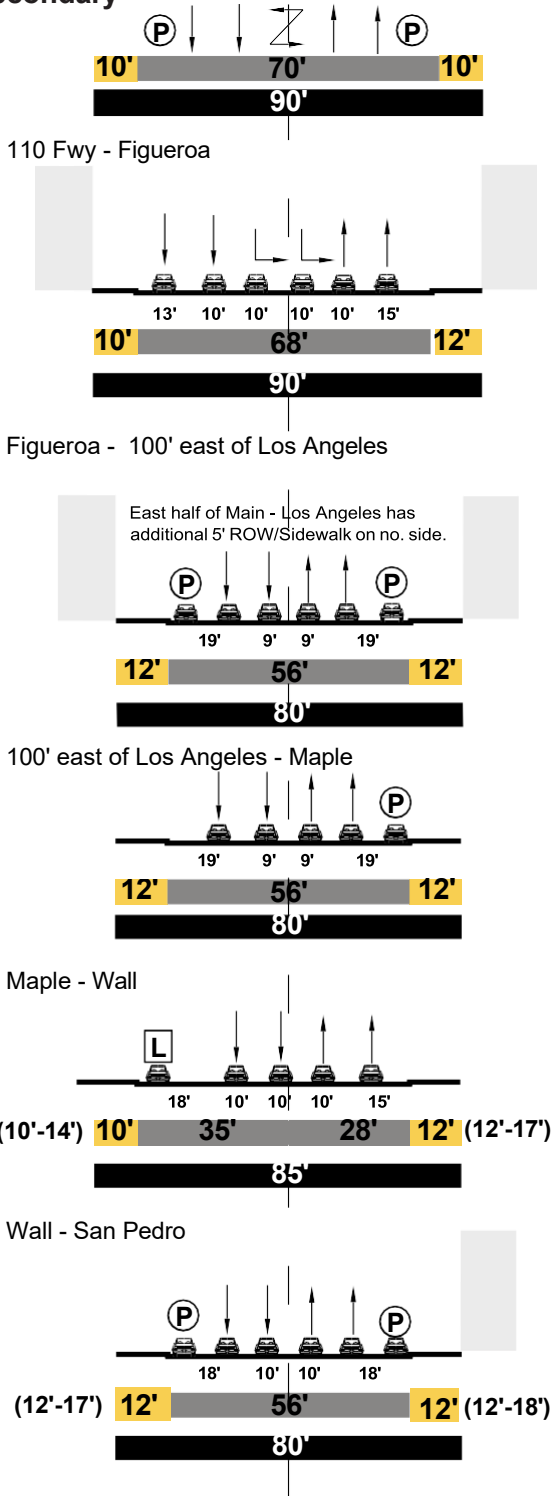 P P
10' 70' 10'
90'
110 Fwy - Figueroa
13' 10' 10' 10' 10' 15'
10' 68' 12'
90'
Figueroa - 100' east of Los Angeles
East half of Main - Los Angeles has
additional 5' ROW/Sidewalk on no. side.
P P
19' 9' 9' 19'
12' 56' 12'
80'
100' east of Los Angeles - Maple
P
19' 9' 9' 19'
12' 56' 12'
80'
Maple - Wall
L
18' 10' 10' 10' 15'
(10'-14') 10' 35' 28' 12' (12'-17')
85'
Wall - San Pedro
P P
18' 10' 10' 18'
(12'-17') 12' 56' 12' (12'-18')
80'